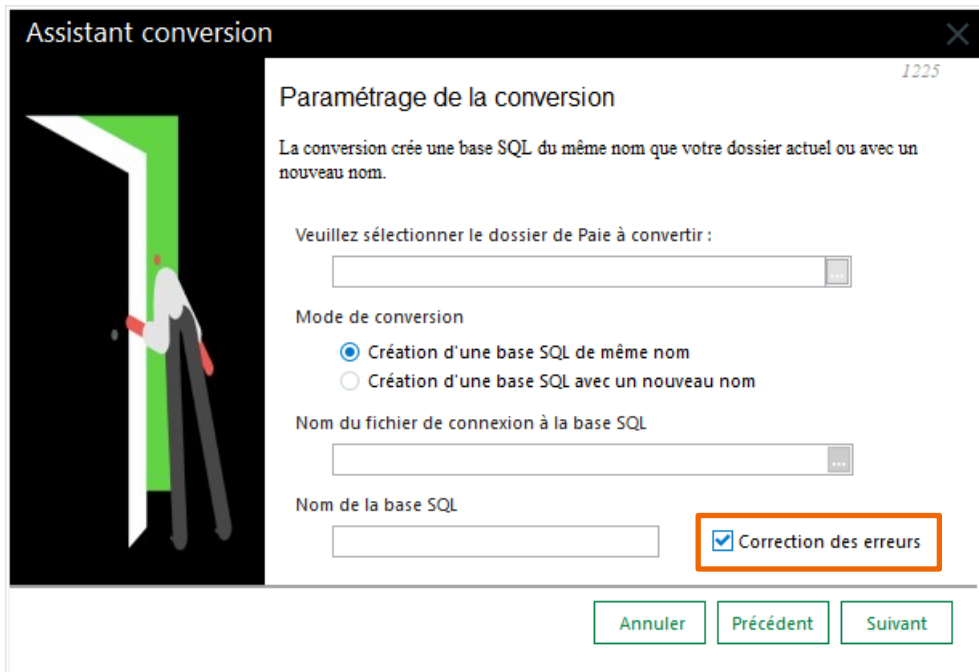 Assistant conversion
1225
Paramétrage de la conversion
La conversion crée une base SQL du même nom que votre dossier actuel ou avec un
nouveau nom.
Veuillez sélectionner le dossier de Paie à convertir :
...
Mode de conversion
Création d'une base SQL de même nom
Création d'une base SQL avec un nouveau nom
Nom du fichier de connexion à la base SQL
...
Nom de la base SQL
Correction des erreurs
Annuler
Précédent
Suivant